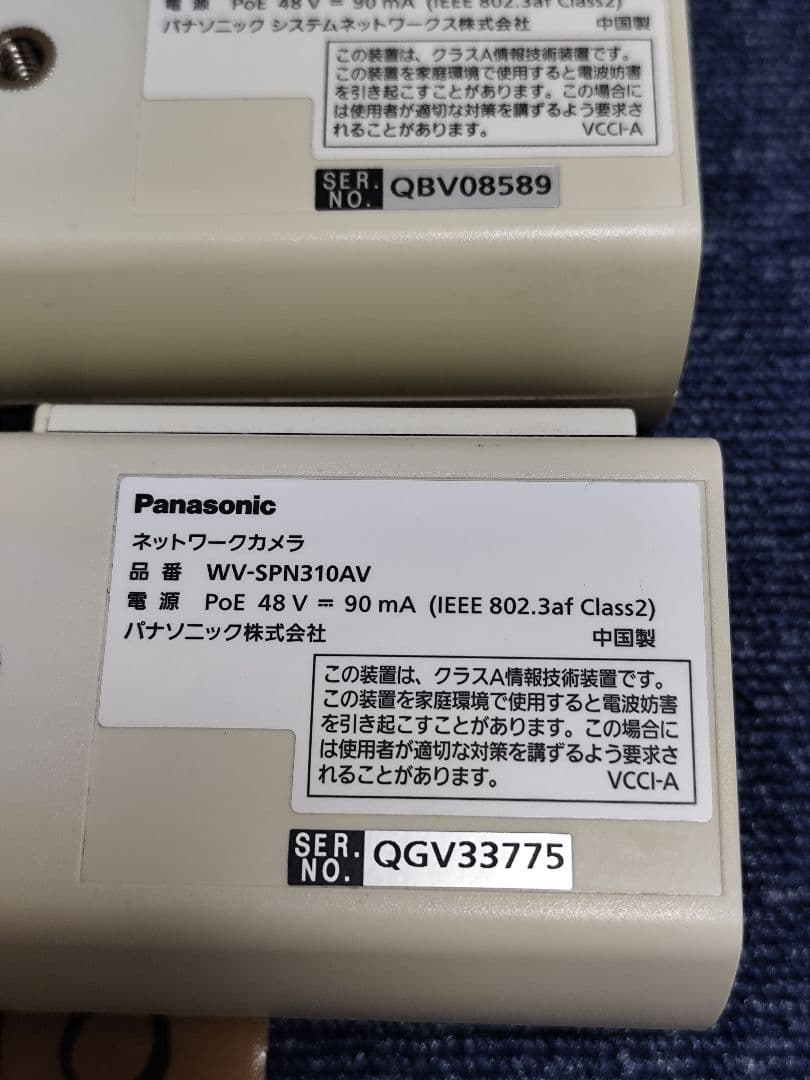 電 源 PoE 48 V ⎓ 90 mA (IEEE 802.3af Class2)
パナソニック システムネットワークス株式会社 中国製
この装置は、クラスA情報技術装置です。
この装置を家庭環境で使用すると電波妨害
を引き起こすことがあります。この場合に
は使用者が適切な対策を講ずるよう要求さ
れることがあります。 VCCI-A
SER. NO. QBV08589
Panasonic
ネットワークカメラ
品 番 WV-SPN310AV
電 源 PoE 48 V ⎓ 90 mA (IEEE 802.3af Class2)
パナソニック株式会社 中国製
この装置は、クラスA情報技術装置です。
この装置を家庭環境で使用すると電波妨害
を引き起こすことがあります。この場合に
は使用者が適切な対策を講ずるよう要求さ
れることがあります。 VCCI-A
SER. NO. QGV33775